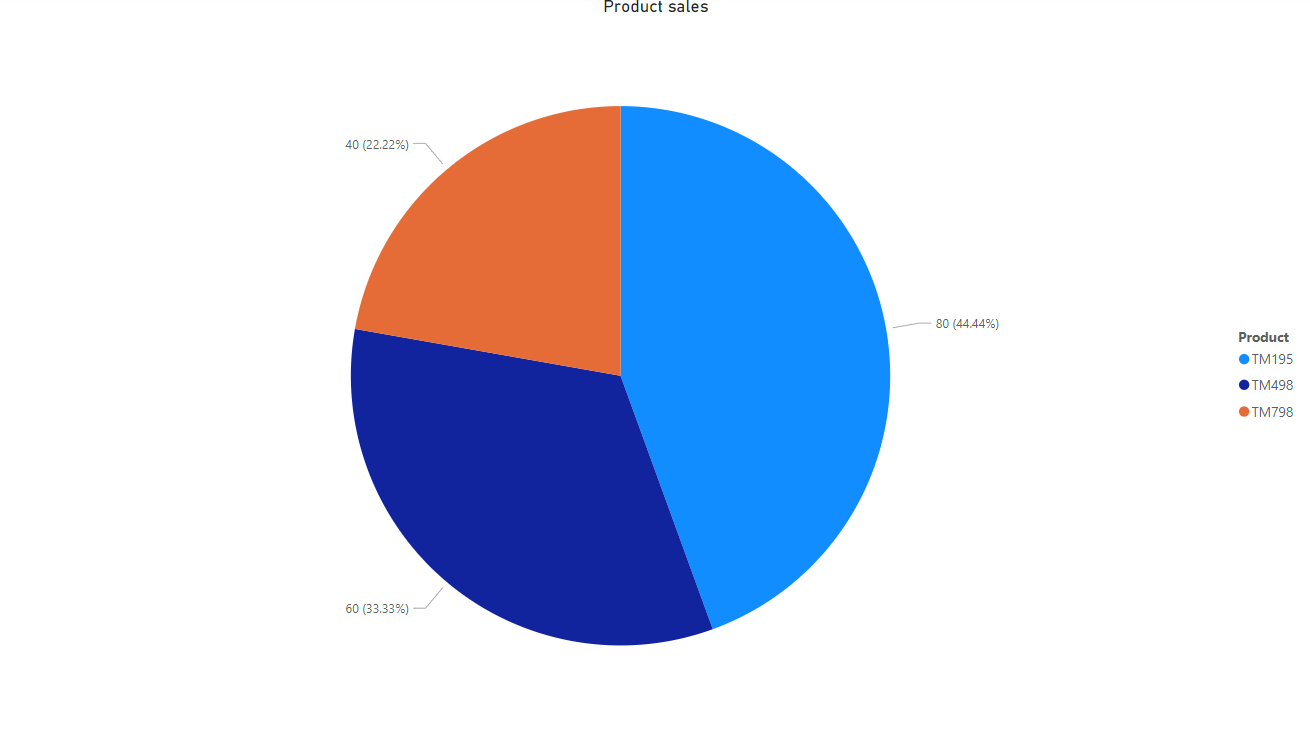 Product sales
40 (22.22%)
80 (44.44%)
60 (33.33%)
Product
TM195
TM498
TM798